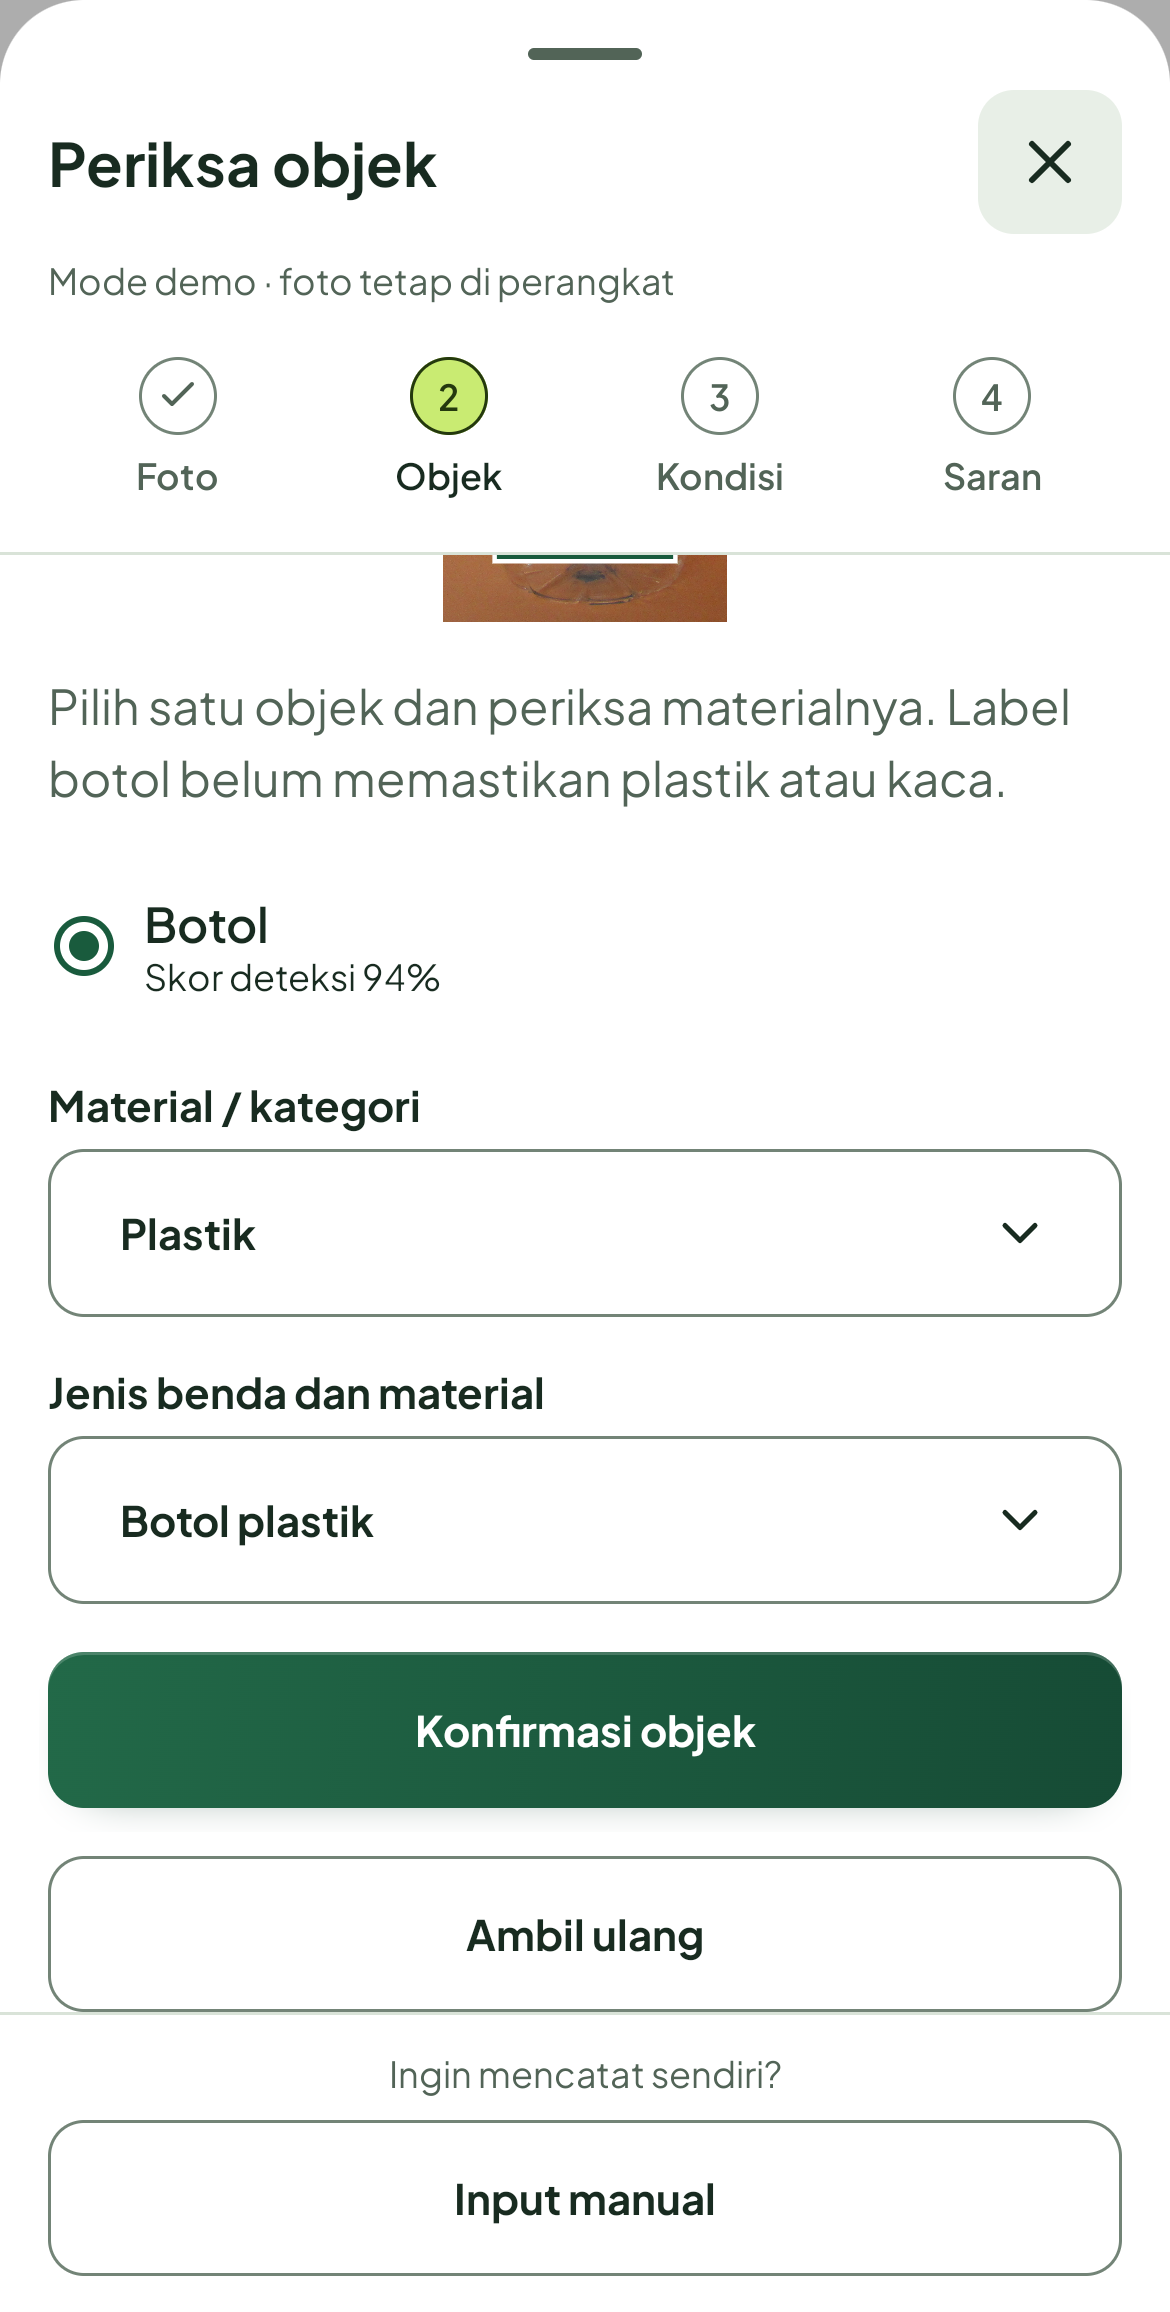 Periksa objek
Mode demo · foto tetap di perangkat
2
3
4
Foto
Objek
Kondisi
Saran
Pilih satu objek dan periksa materialnya. Label
botol belum memastikan plastik atau kaca.
Botol
Skor deteksi 94%
Material / kategori
Plastik
Jenis benda dan material
Botol plastik
Konfirmasi objek
Ambil ulang
Ingin mencatat sendiri?
Input manual